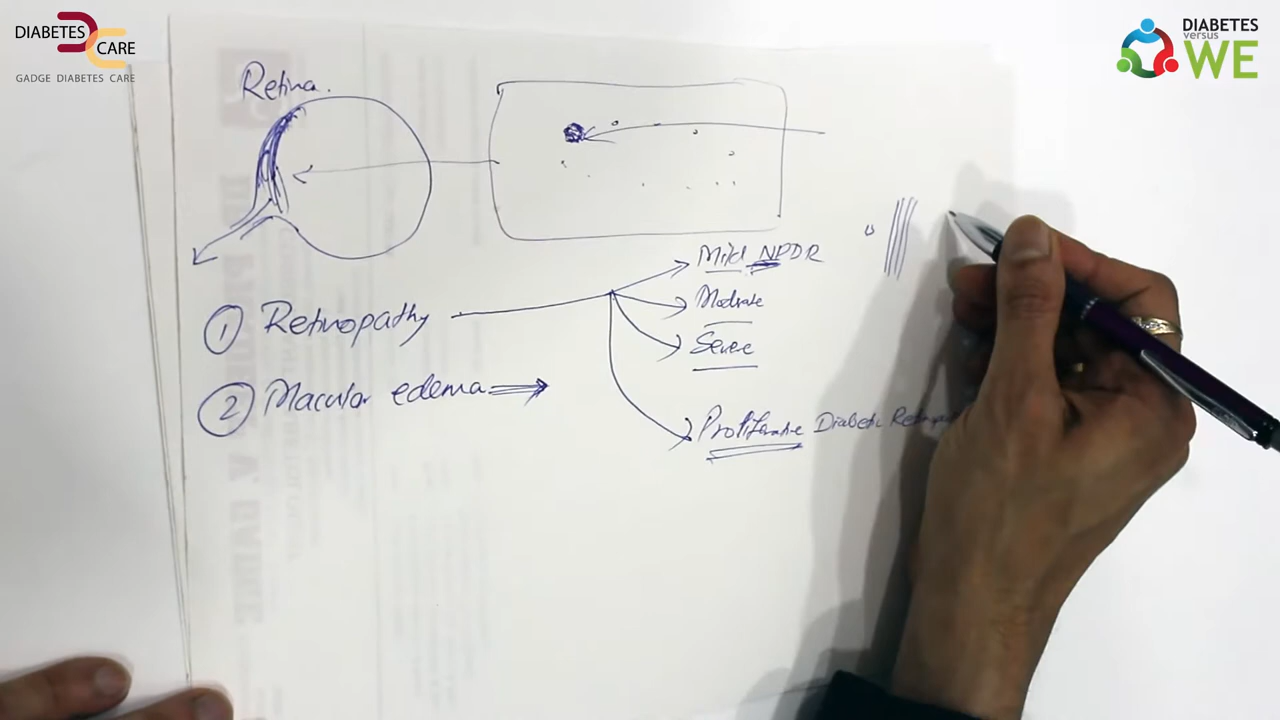 DIABETES
CARE
GADGE DIABETES CARE
DIABETES
versus
WE
Retina.
Mild NPDR
① Retinopathy
Modrate
Severe
② Macular edema
Proliferative Diabetic